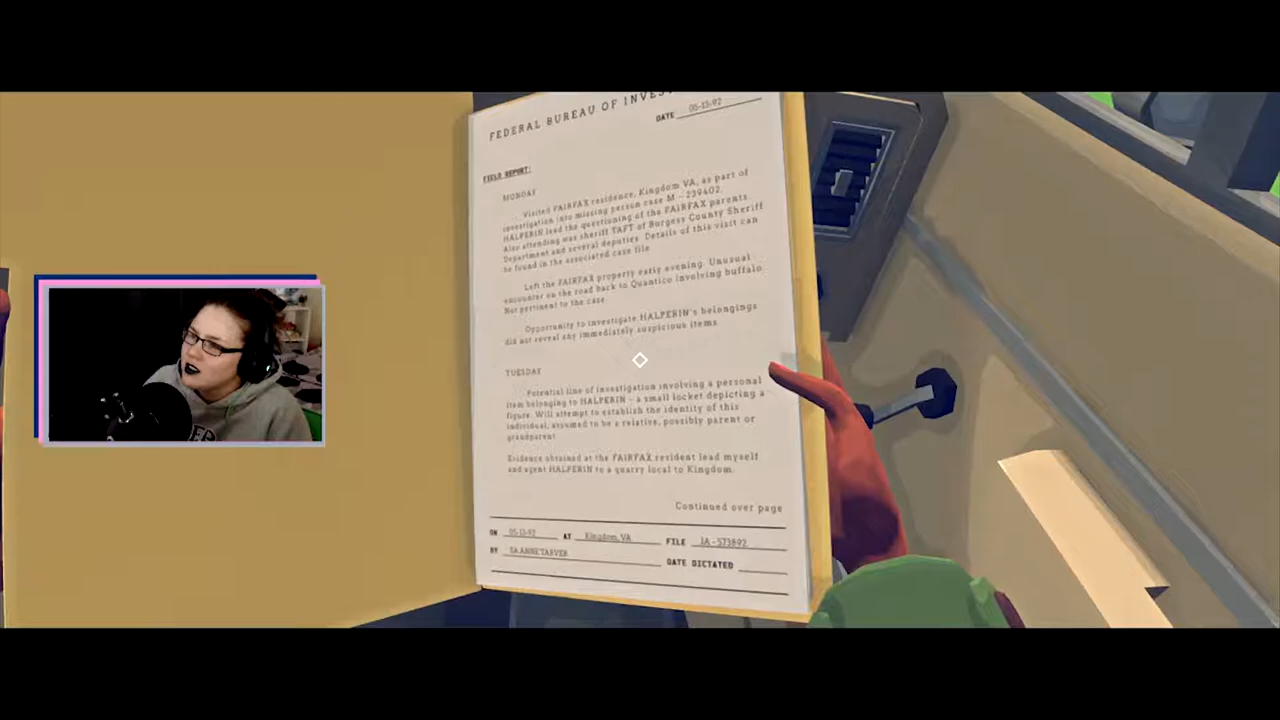 FEDERAL BUREAU OF INVES
DATE 05-13-92
FIELD REPORT:
MONDAY
Visited FAIRFAX residence, Kingdom VA, as part of
investigation into missing person case M - 239402.
HALPERIN lead the questioning of the FAIRFAX parents.
Also attending was sheriff TAFT of Burgess County Sheriff
Department and several deputies. Details of this visit can
be found in the associated case file.
Left the FAIRFAX property early evening. Unusual
encounter on the road back to Quantico involving buffalo.
Not pertinent to the case.
Opportunity to investigate HALPERIN's belongings
did not reveal any immediately suspicious items.
TUESDAY
Potential line of investigation involving a personal
item belonging to HALPERIN - a small locket depicting a
figure. Will attempt to establish the identity of this
individual, assumed to be a relative, possibly parent or
grandparent.
Evidence obtained at the FAIRFAX resident lead myself
and agent HALPERIN to a quarry local to Kingdom.
Continued over page
ON 05-13-92 AT Kingdom, VA FILE IA - 573892
BY SA ANNE TARVER DATE DICTATED